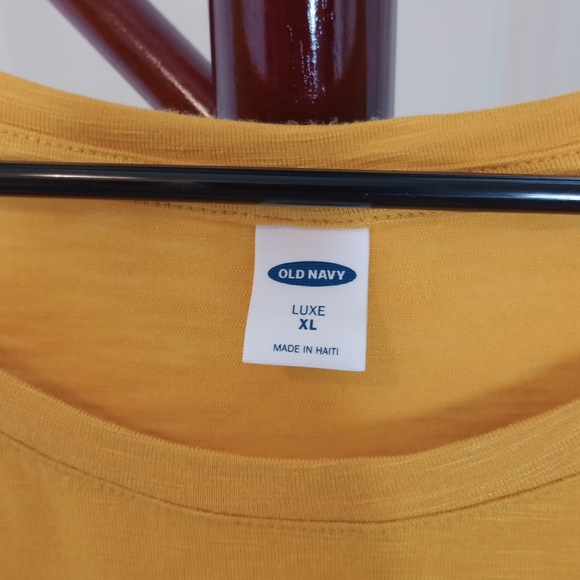 OLD NAVY
LUXE
XL
MADE IN HAITI